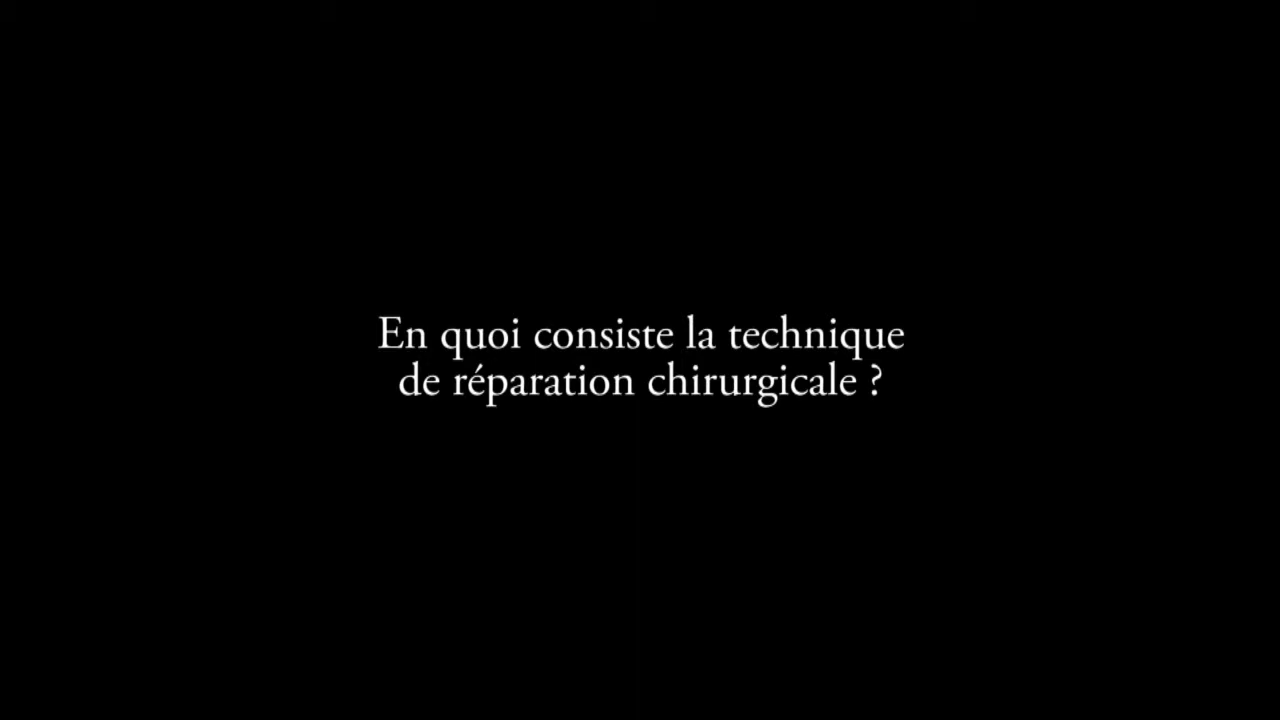 En quoi consiste la technique
de réparation chirurgicale ?